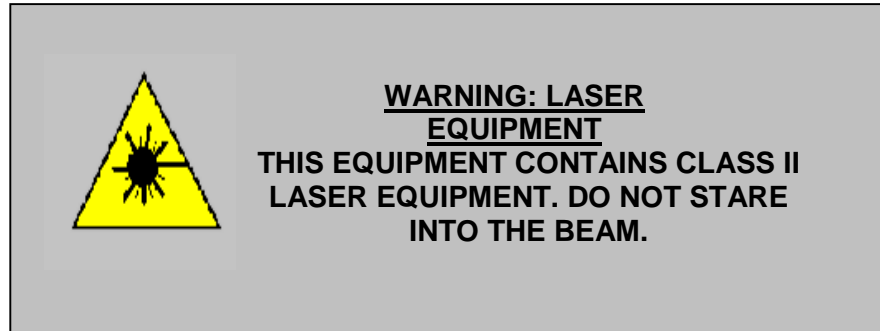 WARNING: LASER
EQUIPMENT
THIS EQUIPMENT CONTAINS CLASS II
LASER EQUIPMENT. DO NOT STARE
INTO THE BEAM.